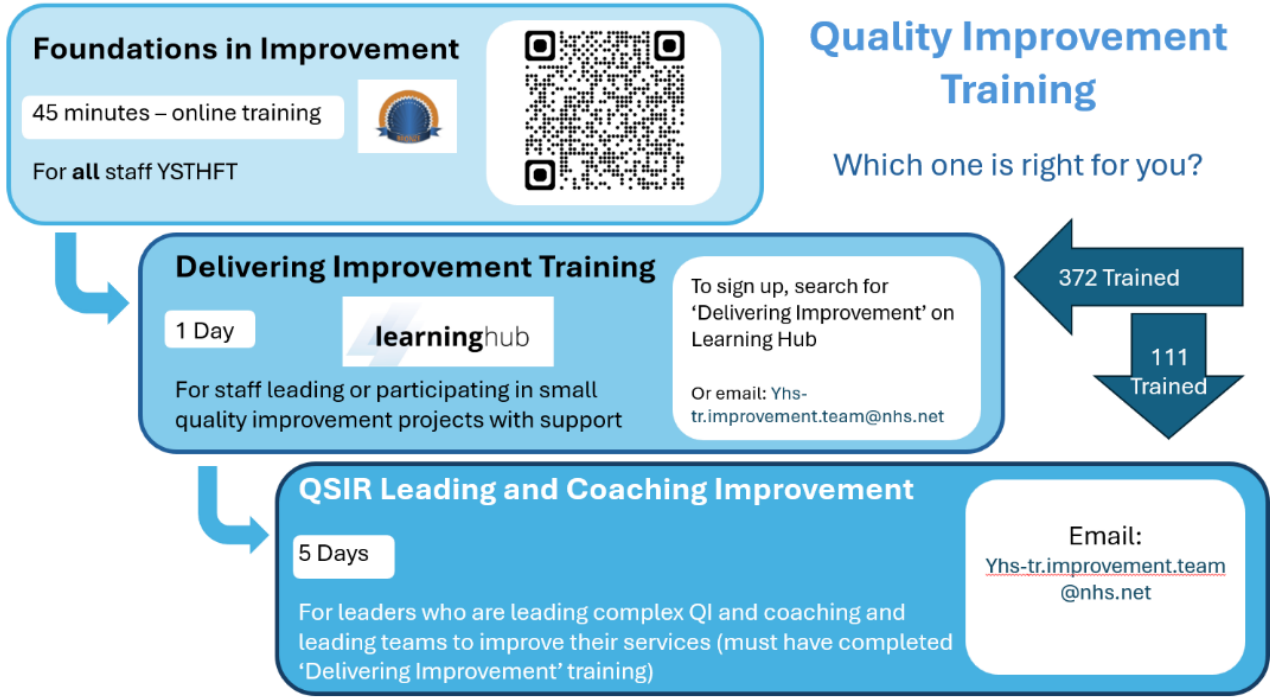 Foundations in Improvement
45 minutes – online training
For all staff YSTHFT
Quality Improvement
Training
Which one is right for you?
Delivering Improvement Training
1 Day
learninghub
For staff leading or participating in small
quality improvement projects with support
To sign up, search for
‘Delivering Improvement’ on
Learning Hub
Or email: Yhs-
tr.improvement.team@nhs.net
372 Trained
111
Trained
QSIR Leading and Coaching Improvement
5 Days
For leaders who are leading complex QI and coaching and
leading teams to improve their services (must have completed
‘Delivering Improvement’ training)
Email:
Yhs-tr.improvement.team
@nhs.net